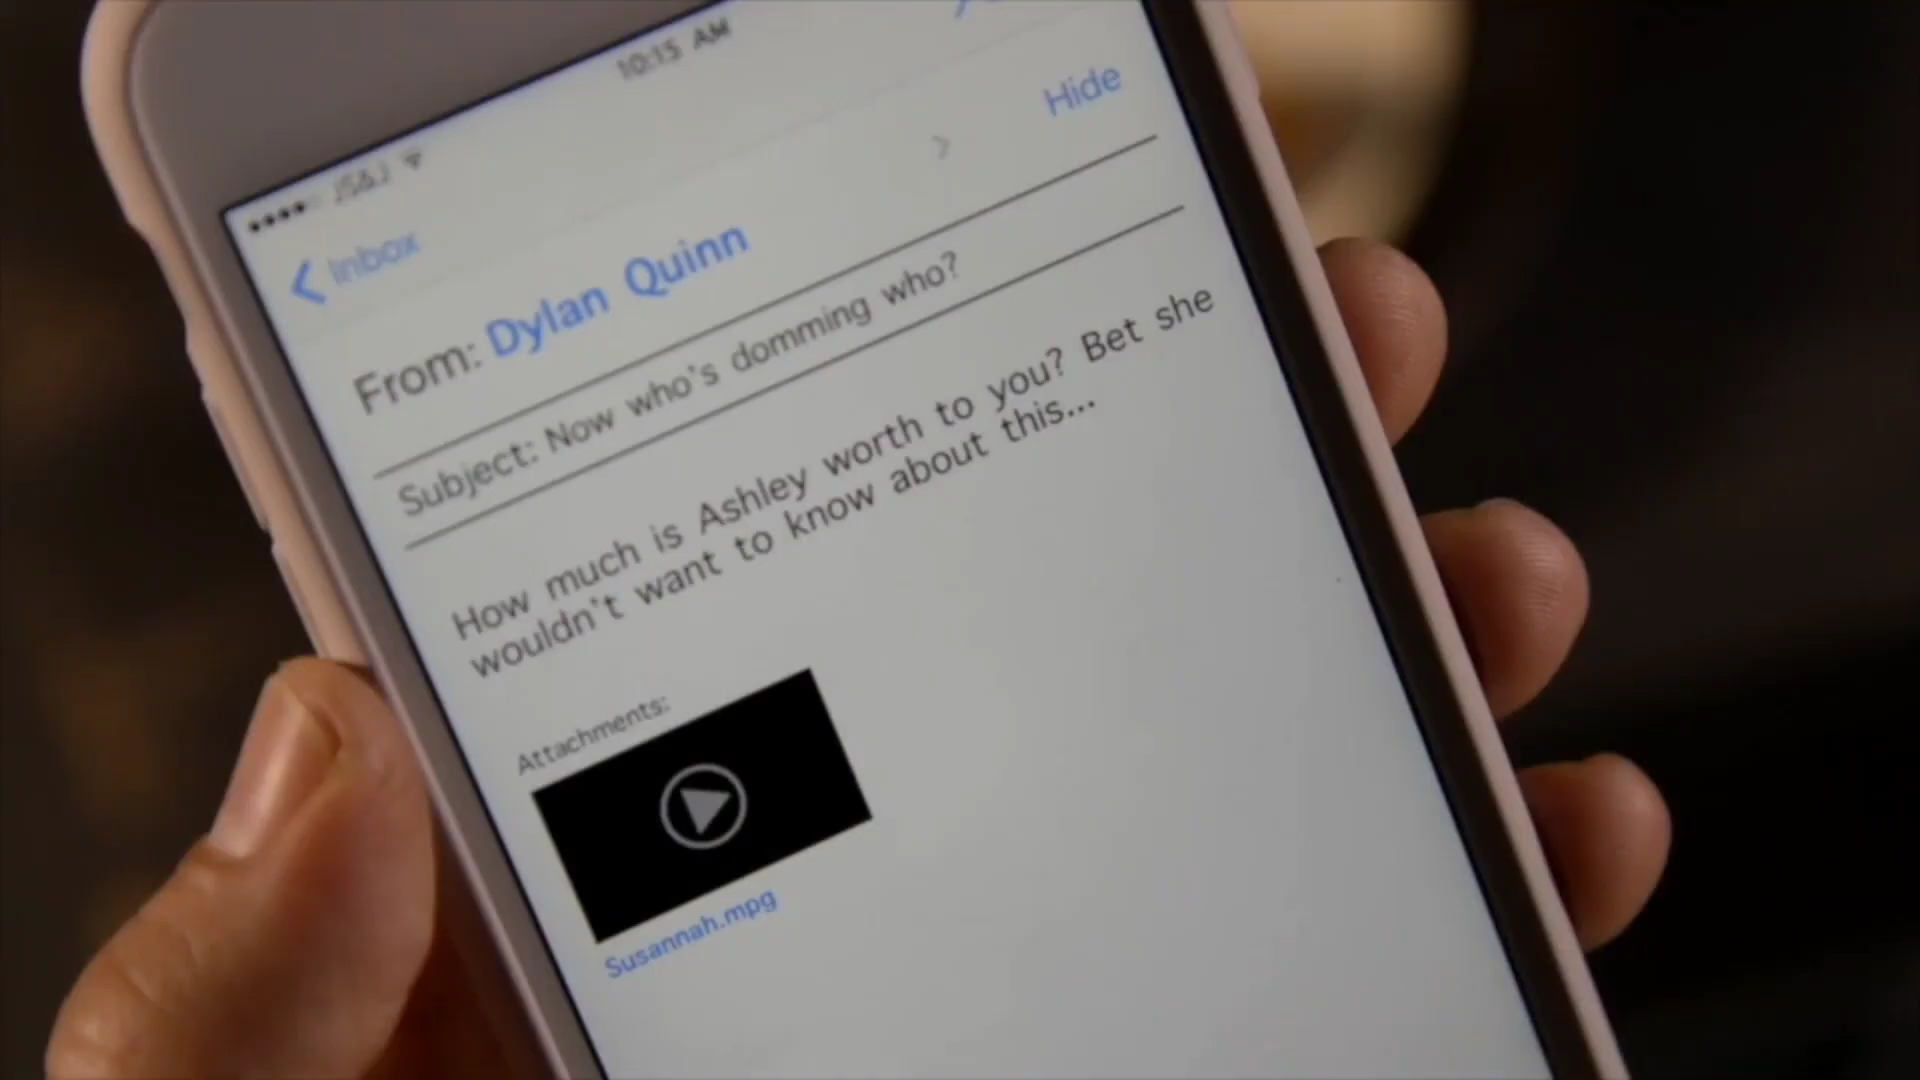 JS&J 10:15 AM
Inbox
Hide
From: Dylan Quinn
Subject: Now who's domming who?
How much is Ashley worth to you? Bet she
wouldn't want to know about this...
Attachments:
Susannah.mpg